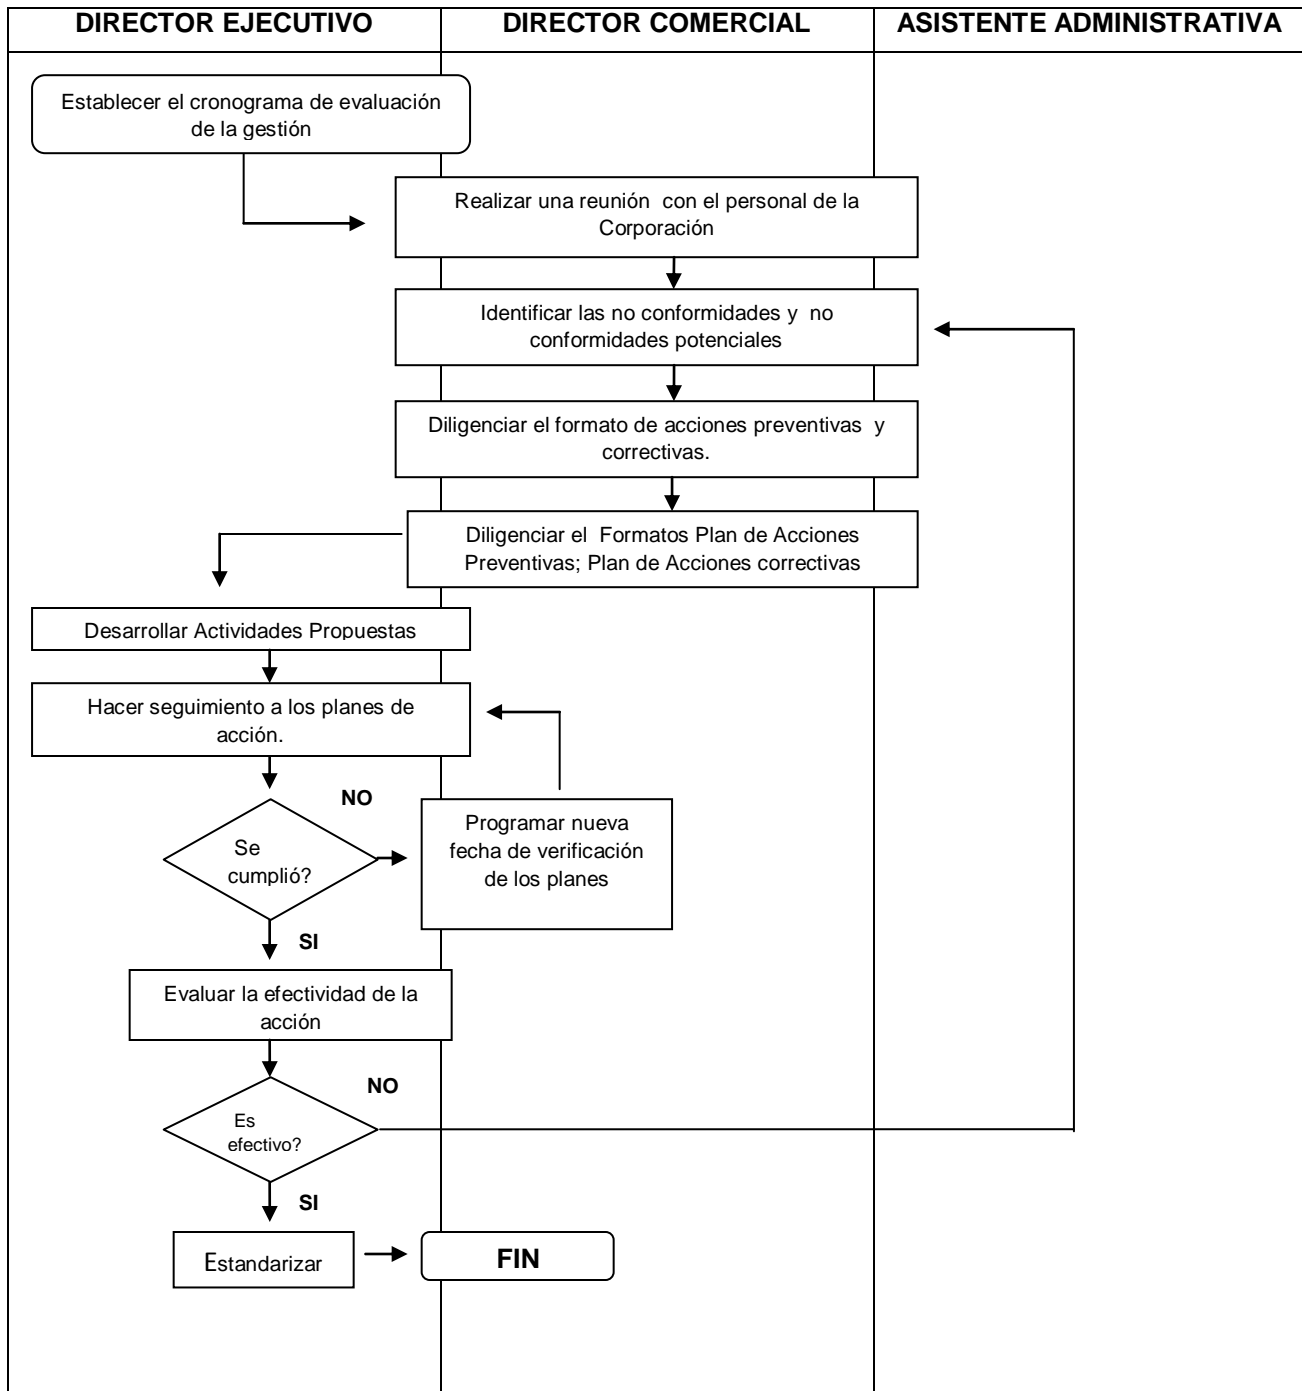 DIRECTOR EJECUTIVO
DIRECTOR COMERCIAL
ASISTENTE ADMINISTRATIVA
Establecer el cronograma de evaluación
de la gestión
Realizar una reunión con el personal de la
Corporación
Identificar las no conformidades y no
conformidades potenciales
Diligenciar el formato de acciones preventivas y
correctivas.
Diligenciar el Formatos Plan de Acciones
Preventivas; Plan de Acciones correctivas
Desarrollar Actividades Propuestas
Hacer seguimiento a los planes de
acción.
NO
Se
cumplió?
Programar nueva
fecha de verificación
de los planes
SI
Evaluar la efectividad de la
acción
NO
Es
efectivo?
SI
Estandarizar
FIN